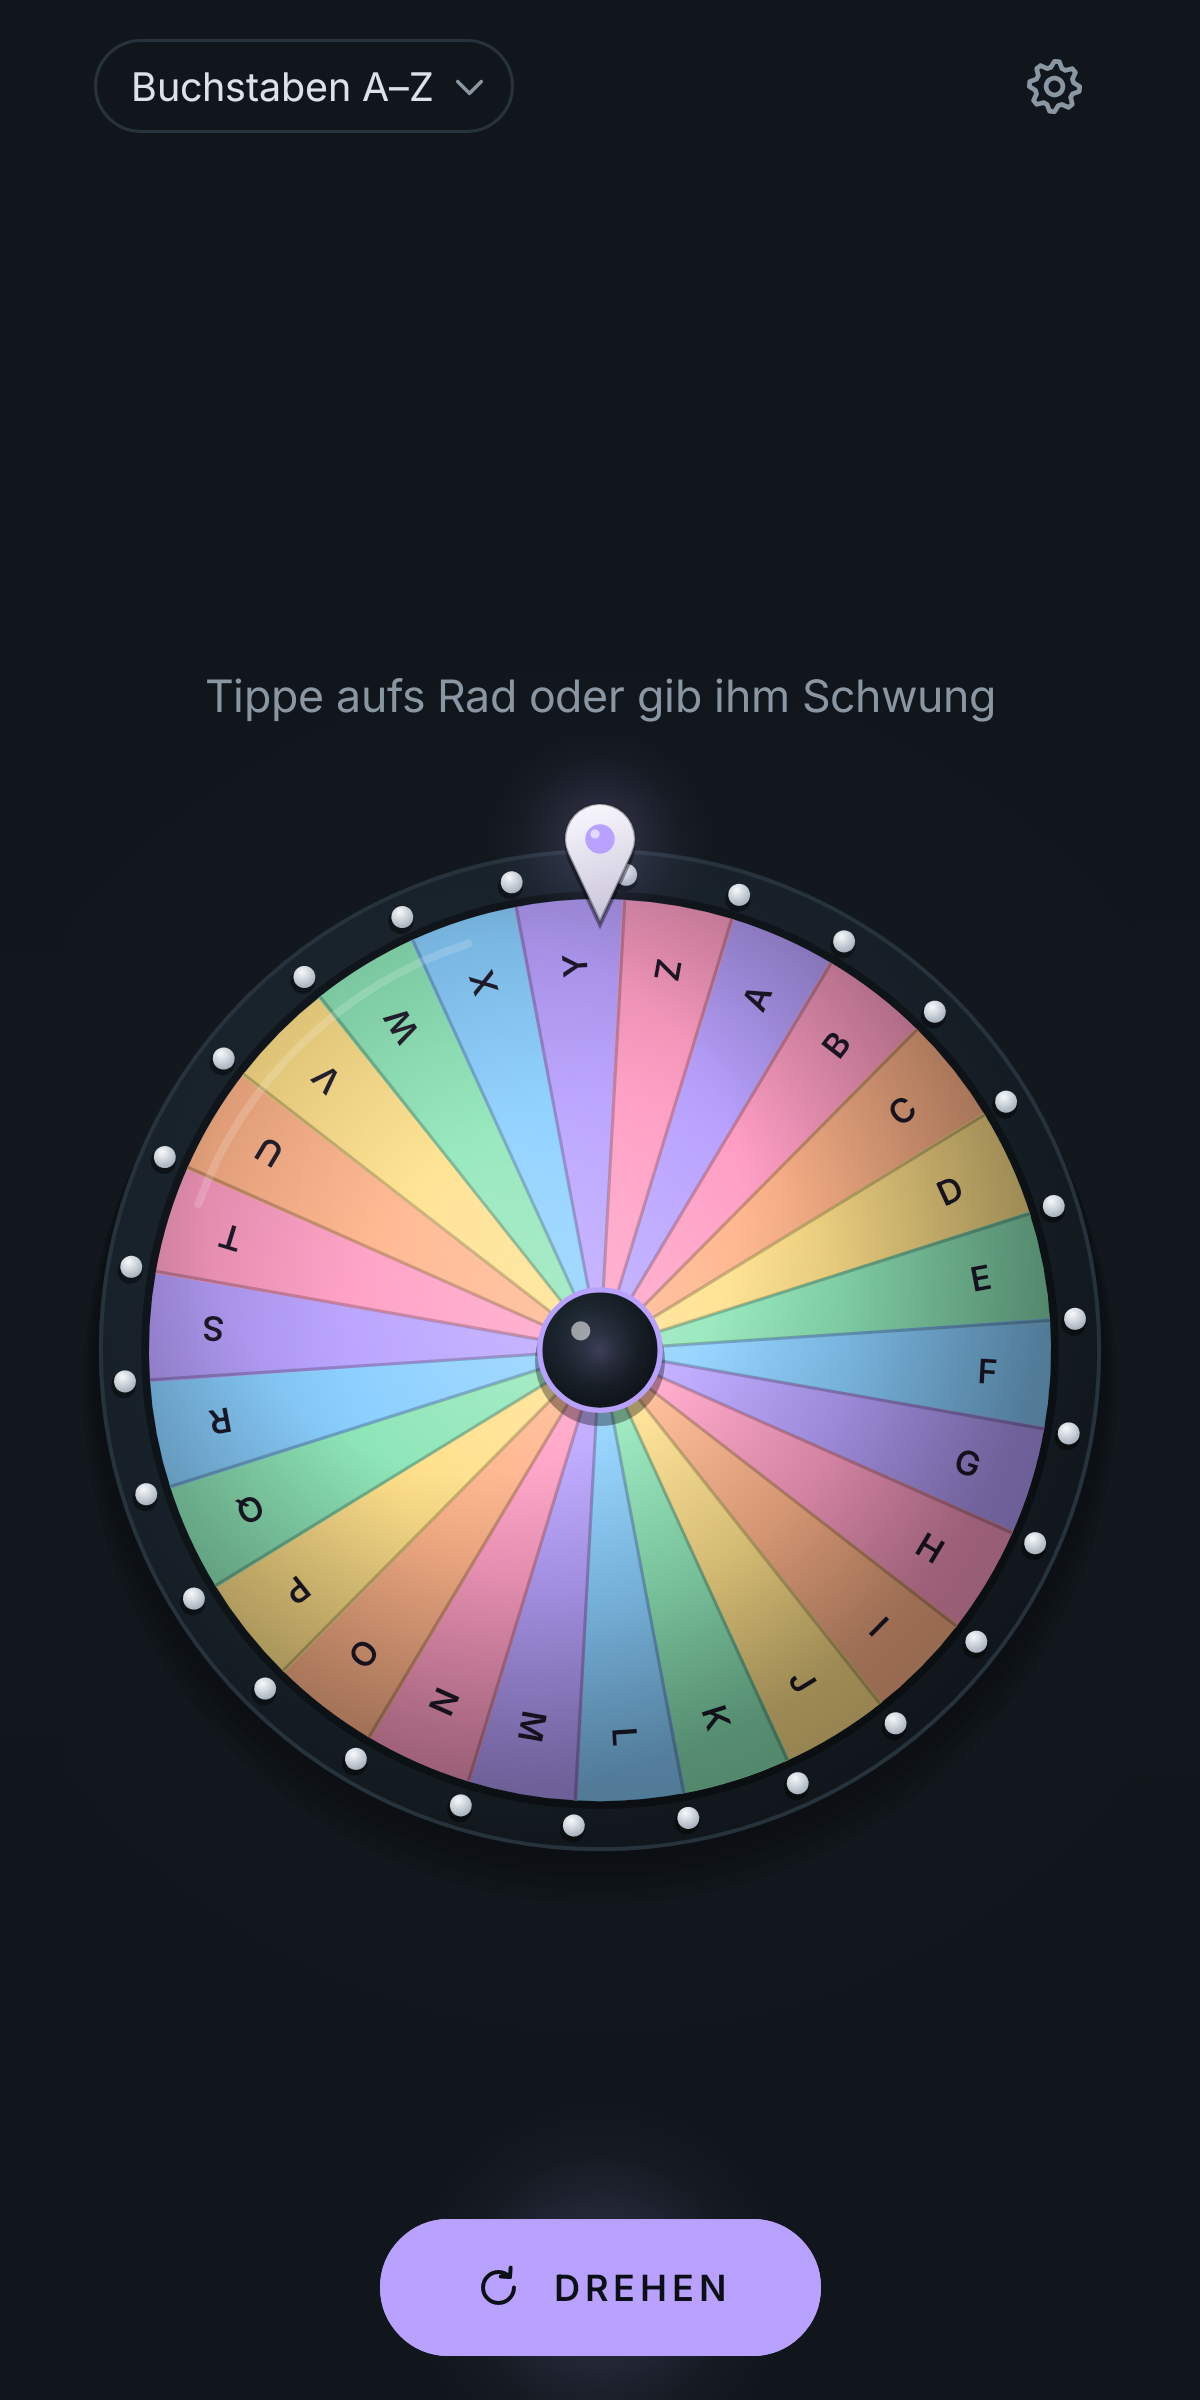 Buchstaben A–Z
Tippe aufs Rad oder gib ihm Schwung
A
B
C
D
E
F
G
H
I
J
K
L
M
N
O
P
Q
R
S
T
U
V
W
X
Y
Z
DREHEN